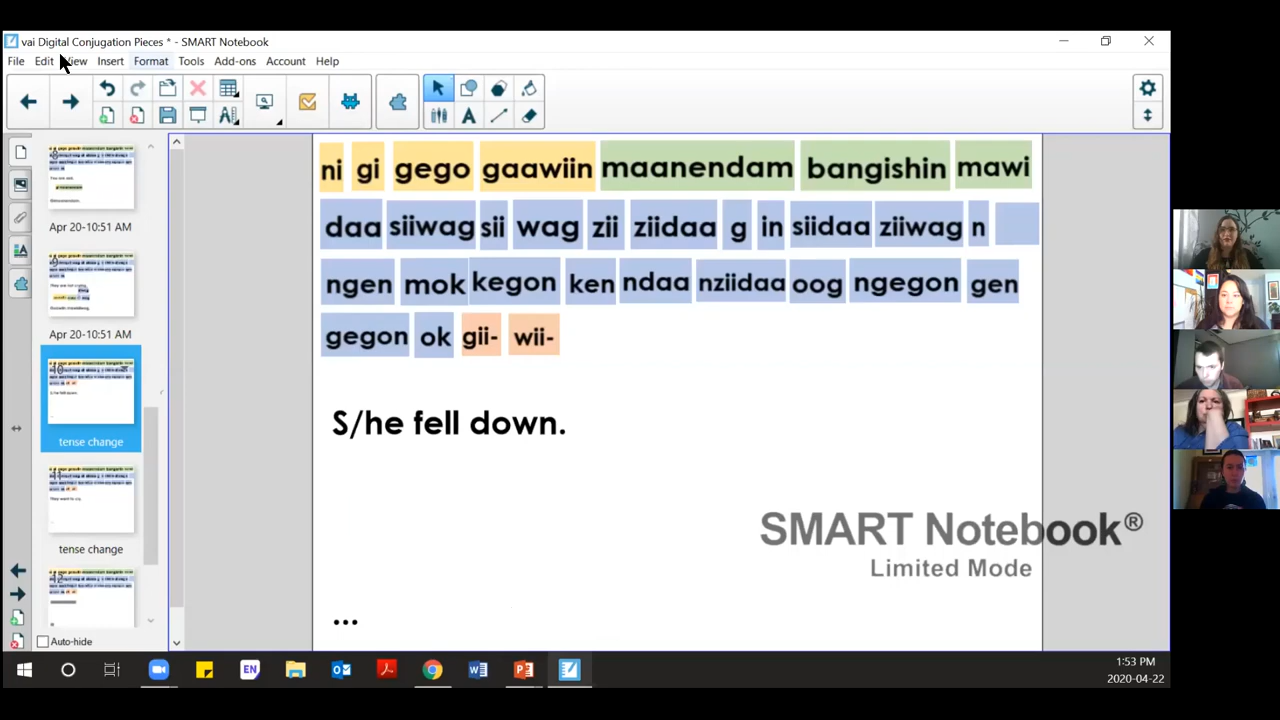 vai Digital Conjugation Pieces * - SMART Notebook
File Edit View Insert Format Tools Add-ons Account Help
ni gi gego gaawiin maanendam bangishin mawi
daa siiwag sii wag zii ziidaa g in siidaa ziiwag n
ngen mok kegon ken ndaa nziidaa oog ngegon gen
gegon ok gii- wii-
S/he fell down.
...
SMART Notebook®
Limited Mode
Apr 20-10:51 AM
Apr 20-10:51 AM
tense change
tense change
Auto-hide
EN
1:53 PM
2020-04-22